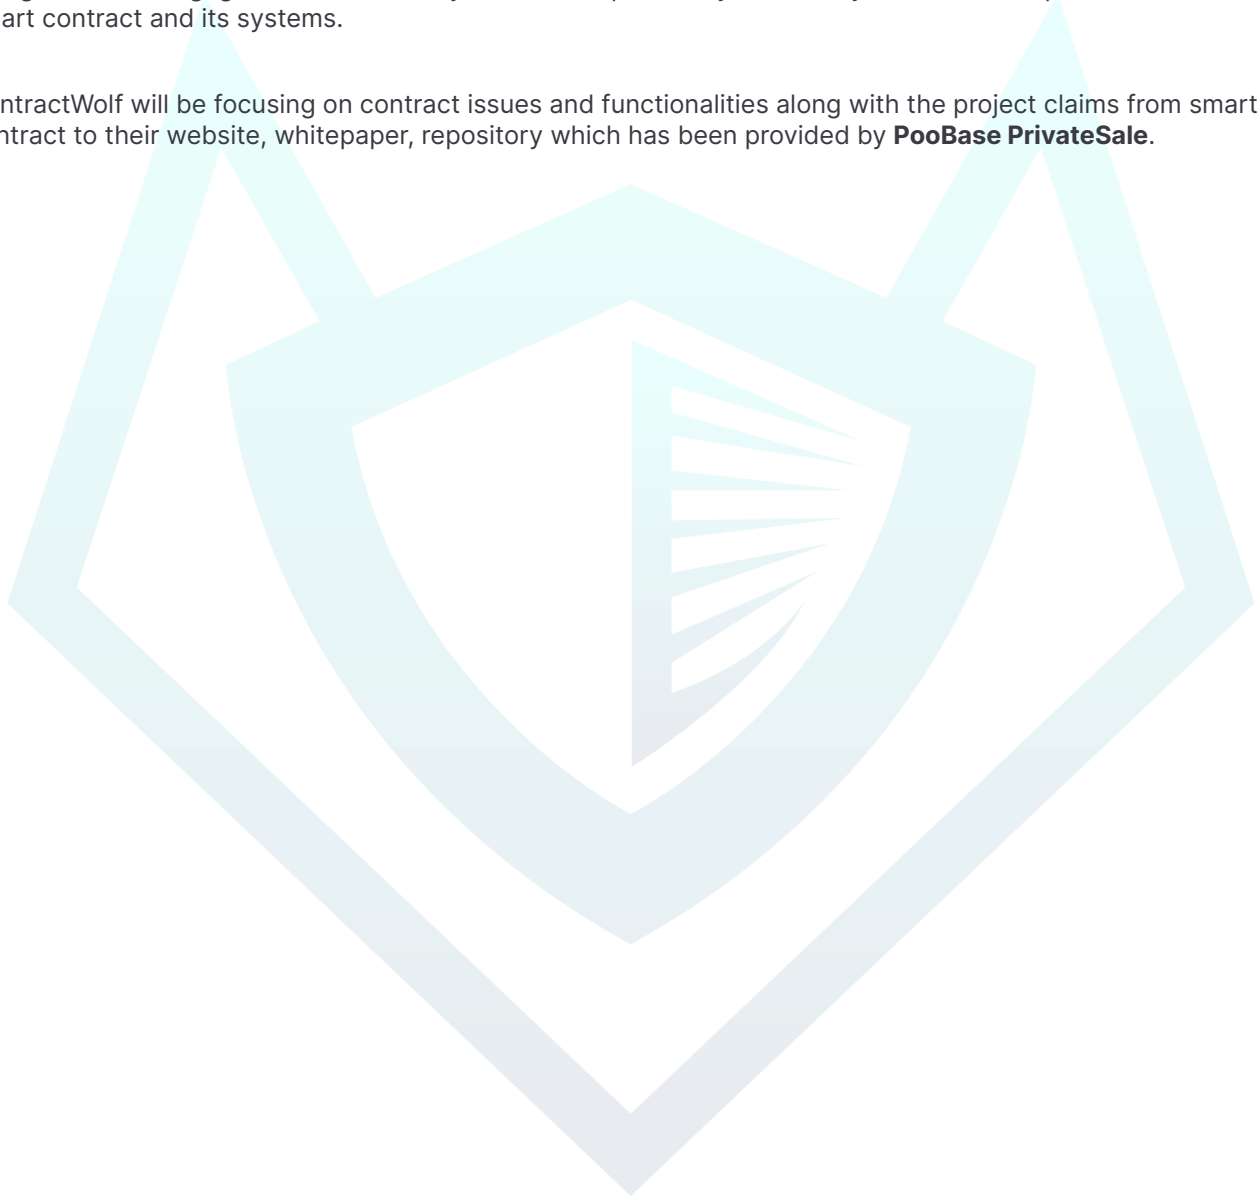 art contract and its systems.
ntractWolf will be focusing on contract issues and functionalities along with the project claims from smart
ntract to their website, whitepaper, repository which has been provided by PooBase PrivateSale.